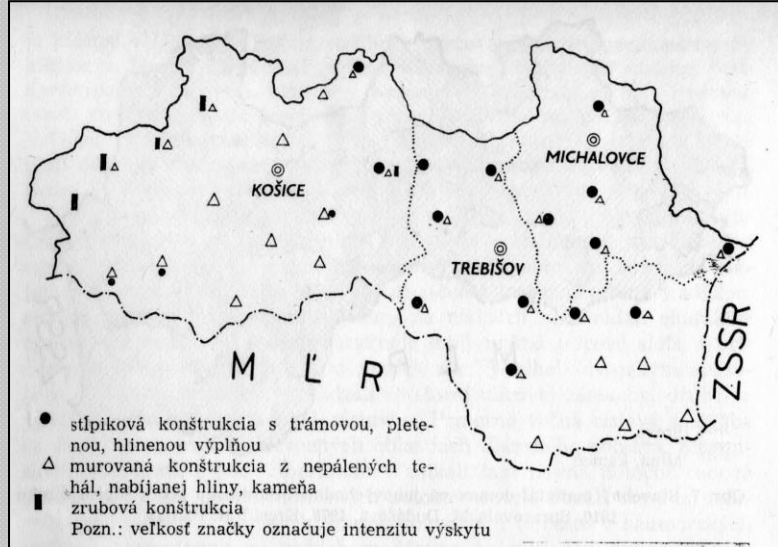 MICHALOVCE
KOŠICE
TREBIŠOV
M Ľ R
ZSSR
stĺpiková konštrukcia s trámovou, plete-
nou, hlinenou výplňou
murovaná konštrukcia z nepálených te-
hál, nabíjanej hliny, kameňa
zrubová konštrukcia
Pozn.: veľkosť značky označuje intenzitu výskytu